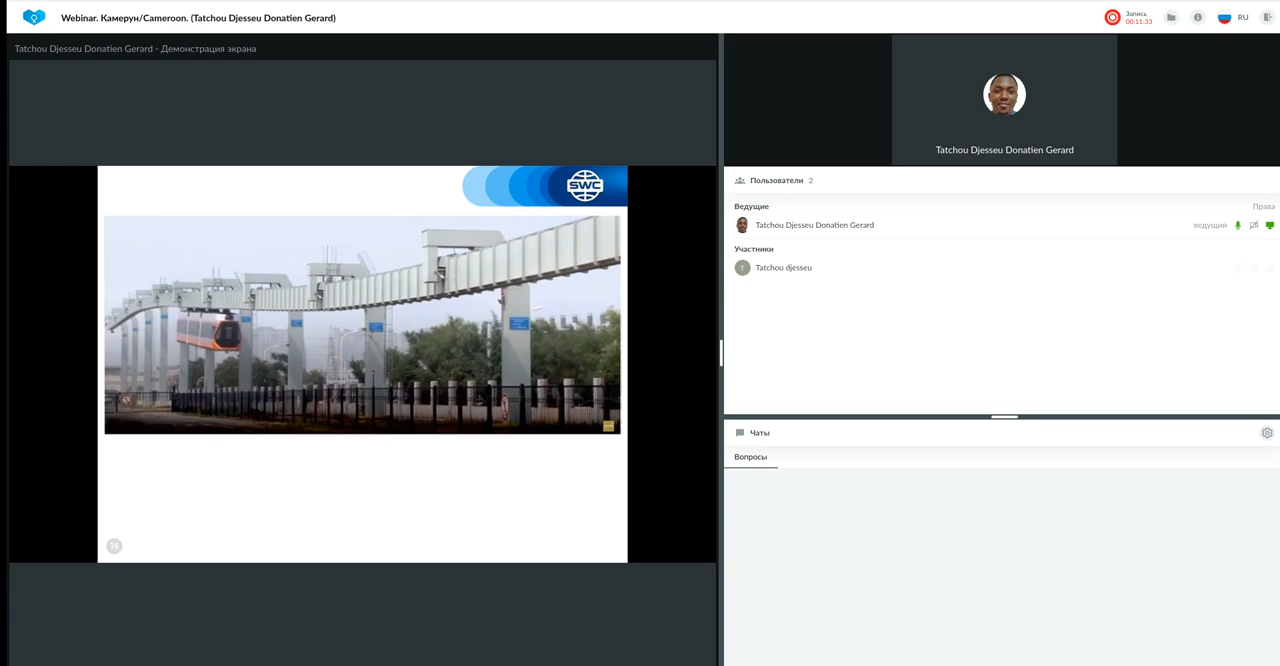 Webinar. Камерун/Cameroon. (Tatchou Djesseu Donatien Gerard)
Запись
00:11:33
RU
Tatchou Djesseu Donatien Gerard - Демонстрация экрана
SWC
16
Tatchou Djesseu Donatien Gerard
Пользователи 2
Ведущие
Права
Tatchou Djesseu Donatien Gerard
ведущий
Участники
T
Tatchou djesseu
Чаты
Вопросы